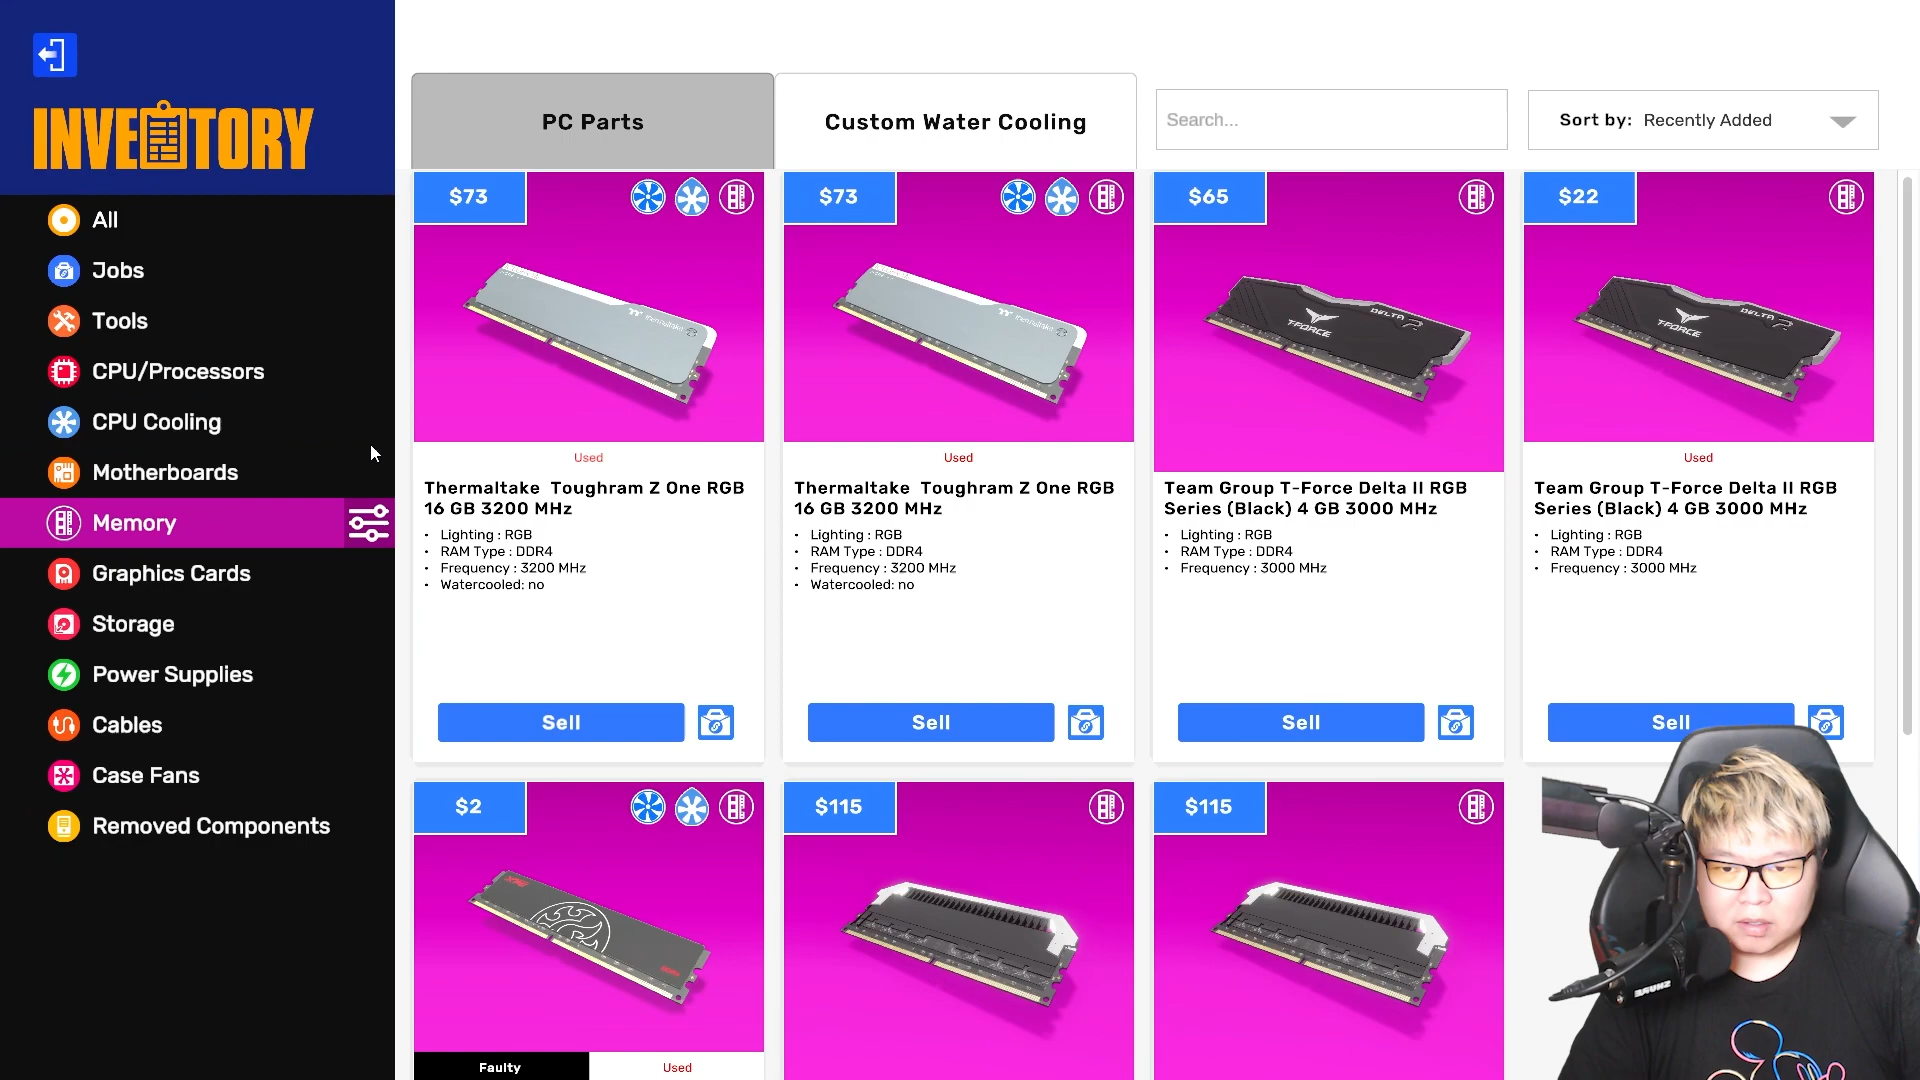 INVENTORY
All
Jobs
Tools
CPU/Processors
CPU Cooling
Motherboards
Memory
Graphics Cards
Storage
Power Supplies
Cables
Case Fans
Removed Components
PC Parts
Custom Water Cooling
Search...
Sort by: Recently Added
$73
Used
Thermaltake Toughram Z One RGB
16 GB 3200 MHz
• Lighting : RGB
• RAM Type : DDR4
• Frequency : 3200 MHz
• Watercooled: no
Sell
$73
Used
Thermaltake Toughram Z One RGB
16 GB 3200 MHz
• Lighting : RGB
• RAM Type : DDR4
• Frequency : 3200 MHz
• Watercooled: no
Sell
$65
T-FORCE
DELTA
Team Group T-Force Delta II RGB
Series (Black) 4 GB 3000 MHz
• Lighting : RGB
• RAM Type : DDR4
• Frequency : 3000 MHz
Sell
$22
T-FORCE
DELTA
Used
Team Group T-Force Delta II RGB
Series (Black) 4 GB 3000 MHz
• Lighting : RGB
• RAM Type : DDR4
• Frequency : 3000 MHz
Sell
$2
Faulty
Used
$115
$115